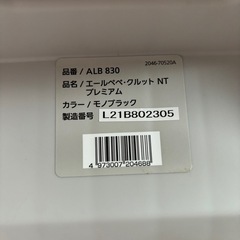 2046-70520A
品番 / ALB 830
品名 / エールベベ・クルット NT
プレミアム
カラー / モノブラック
製造番号 L21B802305
4 973007 204688